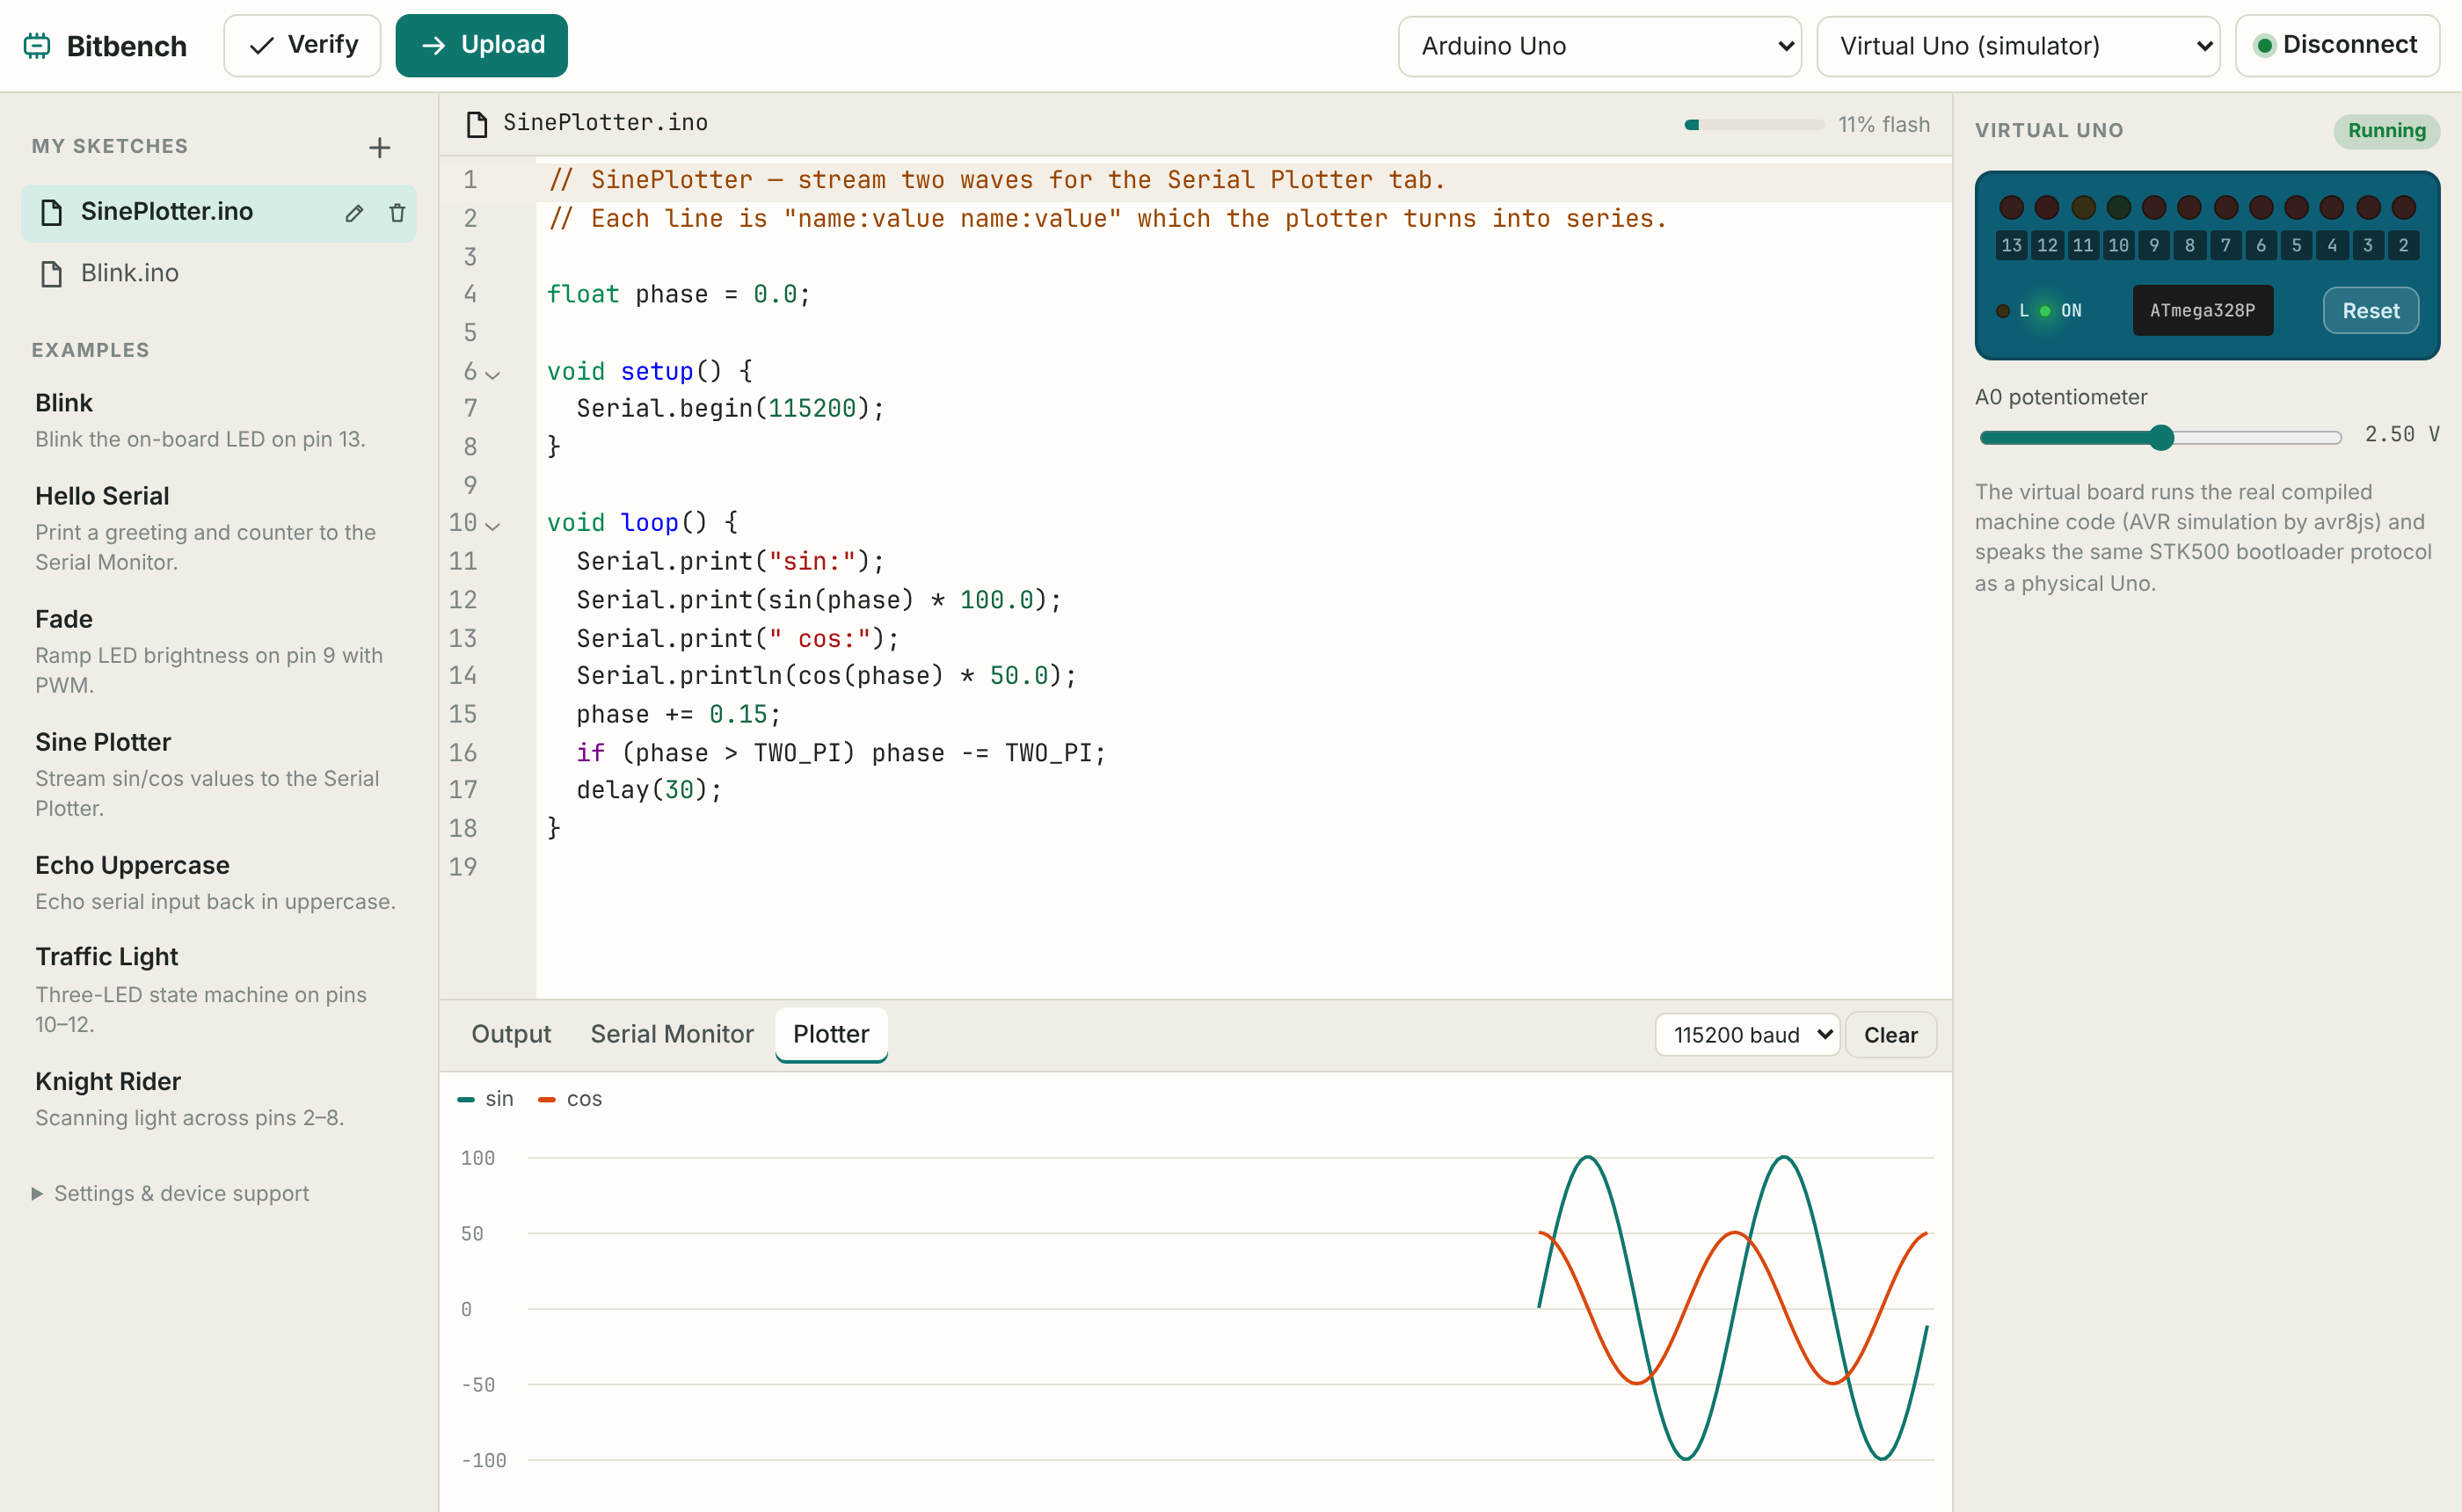 Bitbench
Verify
Upload
Arduino Uno
Virtual Uno (simulator)
Disconnect
MY SKETCHES
SinePlotter.ino
Blink.ino
EXAMPLES
Blink
Blink the on-board LED on pin 13.
Hello Serial
Print a greeting and counter to the
Serial Monitor.
Fade
Ramp LED brightness on pin 9 with
PWM.
Sine Plotter
Stream sin/cos values to the Serial
Plotter.
Echo Uppercase
Echo serial input back in uppercase.
Traffic Light
Three-LED state machine on pins
10–12.
Knight Rider
Scanning light across pins 2–8.
Settings & device support
SinePlotter.ino
11% flash
1 // SinePlotter — stream two waves for the Serial Plotter tab.
2 // Each line is "name:value name:value" which the plotter turns into series.
3
4 float phase = 0.0;
5
6 void setup() {
7 Serial.begin(115200);
8 }
9
10 void loop() {
11 Serial.print("sin:");
12 Serial.print(sin(phase) * 100.0);
13 Serial.print(" cos:");
14 Serial.println(cos(phase) * 50.0);
15 phase += 0.15;
16 if (phase > TWO_PI) phase -= TWO_PI;
17 delay(30);
18 }
19
Output Serial Monitor Plotter
115200 baud
Clear
sin cos
100
50
0
-50
-100
VIRTUAL UNO
Running
13 12 11 10 9 8 7 6 5 4 3 2
L ON
ATmega328P
Reset
A0 potentiometer
2.50 V
The virtual board runs the real compiled
machine code (AVR simulation by avr8js) and
speaks the same STK500 bootloader protocol
as a physical Uno.